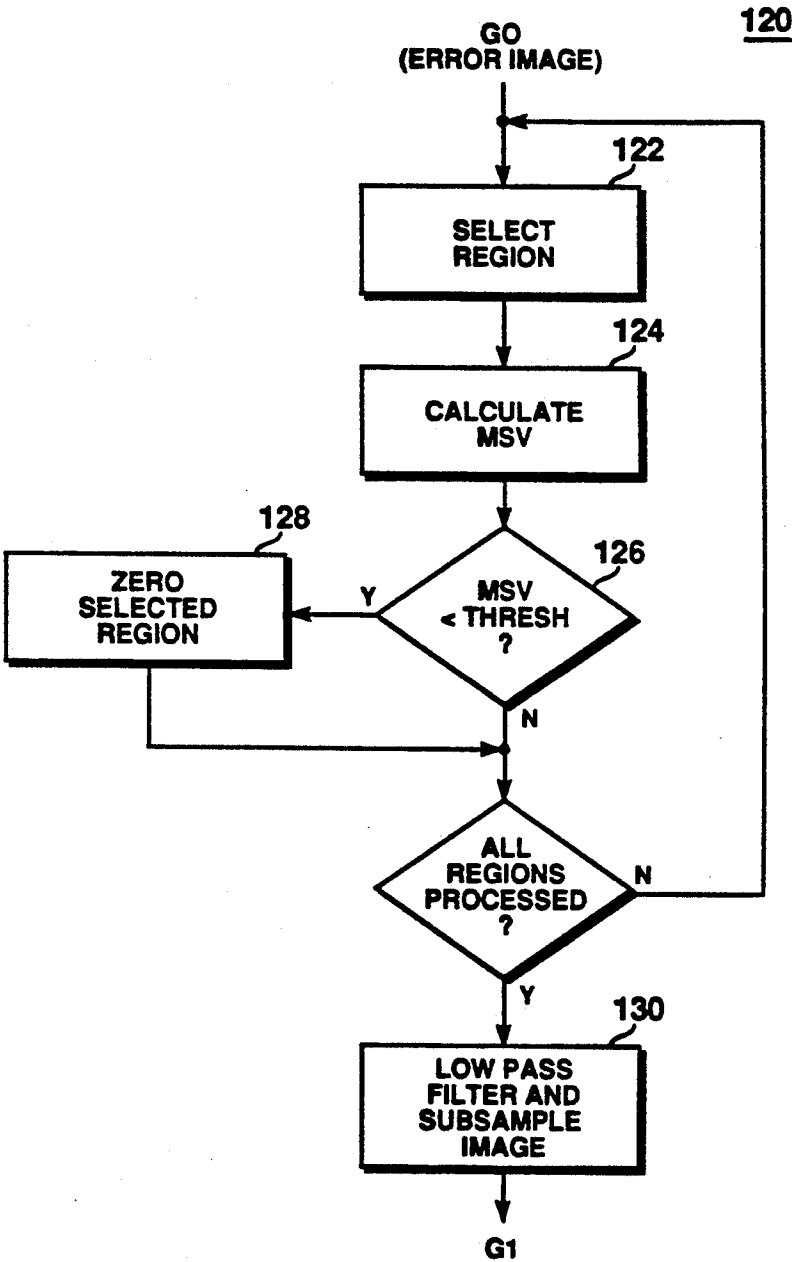 120
GO
(ERROR IMAGE)
122
SELECT
REGION
124
CALCULATE
MSV
128
ZERO
SELECTED
REGION
Y
126
MSV
< THRESH
?
N
ALL
REGIONS
PROCESSED
?
N
Y
130
LOW PASS
FILTER AND
SUBSAMPLE
IMAGE
G1